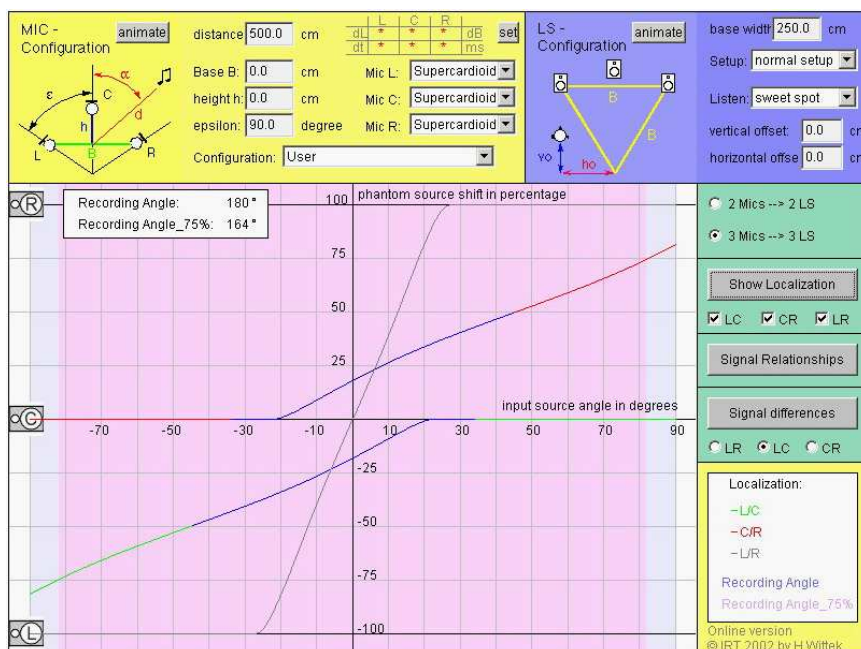 MIC -
Configuration
animate
α
ε
C
d
h
L
B
R
distance 500.0 cm
L C R
dL * * * dB
dt * * * ms
set
Base B: 0.0 cm
Mic L: Supercardioid
height h: 0.0 cm
Mic C: Supercardioid
epsilon: 90.0 degree
Mic R: Supercardioid
Configuration: User
LS -
Configuration
animate
B
B
vo
ho
base width 250.0 cm
Setup: normal setup
Listen: sweet spot
vertical offset: 0.0 cm
horizontal offse 0.0 cm
R
Recording Angle: 180°
Recording Angle_75%: 164°
100 phantom source shift in percentage
75
50
25
input source angle in degrees
C
-70 -50 -30 -10 10 30 50 70 90
-25
-50
-75
-100
L
2 Mics --> 2 LS
3 Mics --> 3 LS
Show Localization
LC CR LR
Signal Relationships
Signal differences
LR LC CR
Localization:
- L/C
- C/R
- L/R
Recording Angle
Recording Angle_75%
Online version
© IRT 2002 by H.Wittek